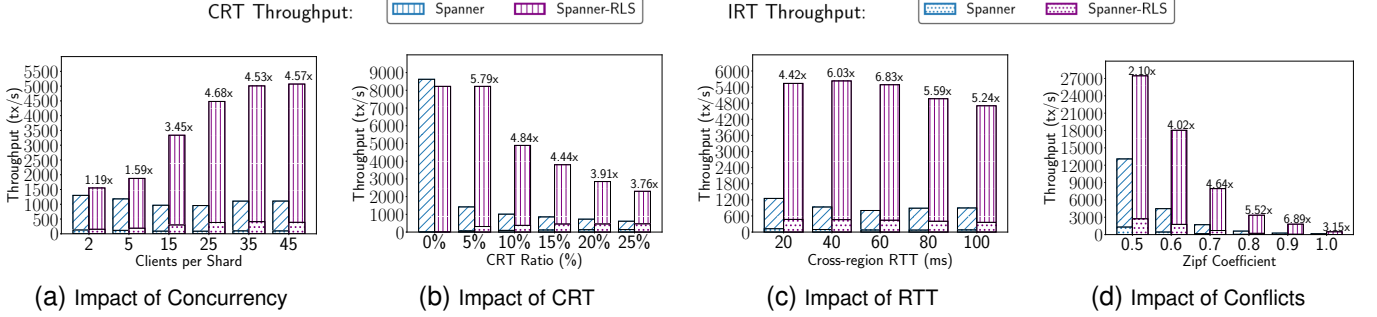 CRT Throughput: Spanner Spanner-RLS IRT Throughput: Spanner Spanner-RLS
Throughput (tx/s)
5500
5000
4500
4000
3500
3000
2500
2000
1500
1000
500
0
1.19x 1.59x 3.45x 4.68x 4.53x 4.57x
2 5 15 25 35 45
Clients per Shard
(a) Impact of Concurrency
Throughput (tx/s)
9000
8000
7000
6000
5000
4000
3000
2000
1000
0
5.79x 4.84x 4.44x 3.91x 3.76x
0% 5% 10% 15% 20% 25%
CRT Ratio (%)
(b) Impact of CRT
Throughput (tx/s)
6000
5400
4800
4200
3600
3000
2400
1800
1200
600
0
4.42x 6.03x 6.83x 5.59x 5.24x
20 40 60 80 100
Cross-region RTT (ms)
(c) Impact of RTT
Throughput (tx/s)
27000
24000
21000
18000
15000
12000
9000
6000
3000
0
2.10x 4.02x 4.64x 5.52x 6.89x 3.15x
0.5 0.6 0.7 0.8 0.9 1.0
Zipf Coefficient
(d) Impact of Conflicts